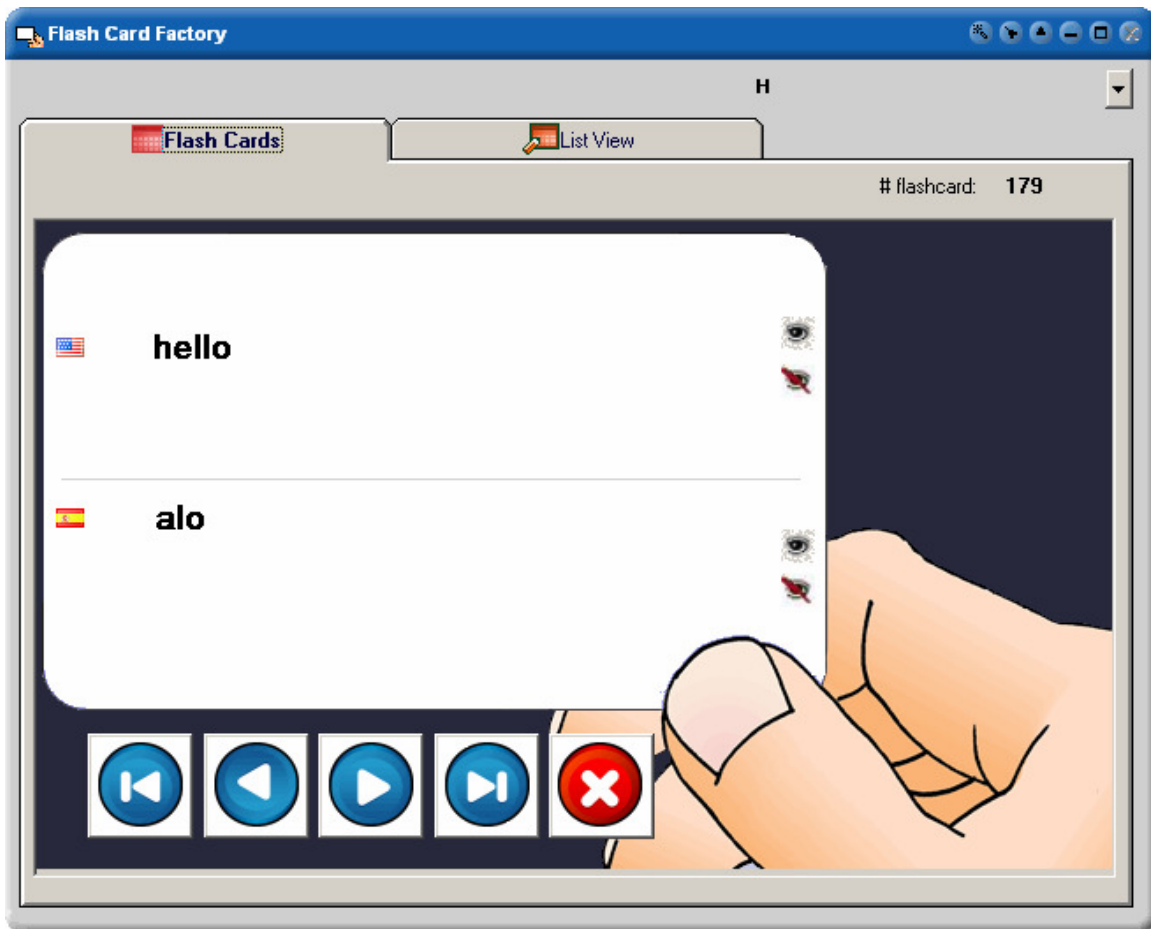 Flash Card Factory
H
Flash Cards
List View
# flashcard: 179
hello
alo